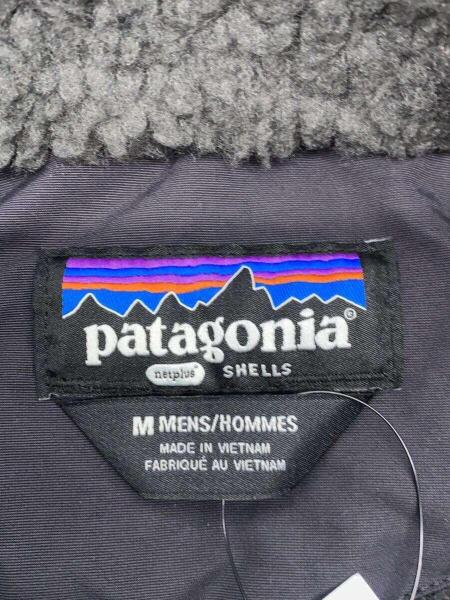 patagonia®
netplus® SHELLS
M MENS/HOMMES
MADE IN VIETNAM
FABRIQUÉ AU VIETNAM